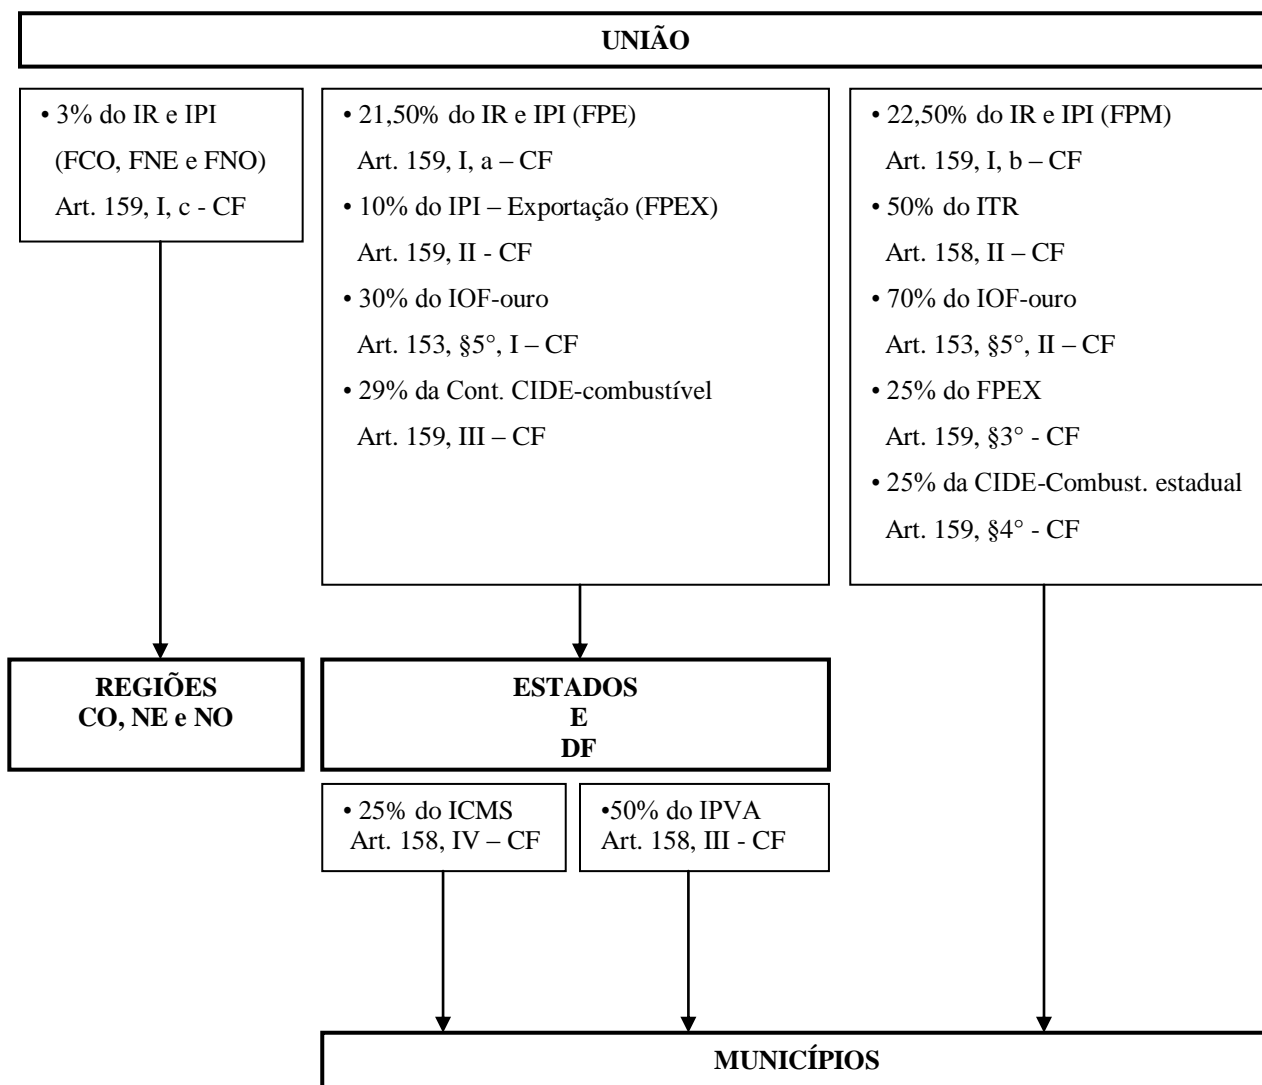 UNIÃO
• 3% do IR e IPI
(FCO, FNE e FNO)
Art. 159, I, c - CF
• 21,50% do IR e IPI (FPE)
Art. 159, I, a – CF
• 10% do IPI – Exportação (FPEX)
Art. 159, II - CF
• 30% do IOF-ouro
Art. 153, §5°, I – CF
• 29% da Cont. CIDE-combustível
Art. 159, III – CF
• 22,50% do IR e IPI (FPM)
Art. 159, I, b – CF
• 50% do ITR
Art. 158, II – CF
• 70% do IOF-ouro
Art. 153, §5°, II – CF
• 25% do FPEX
Art. 159, §3° - CF
• 25% da CIDE-Combust. estadual
Art. 159, §4° - CF
REGIÕES
CO, NE e NO
ESTADOS
E
DF
• 25% do ICMS
Art. 158, IV – CF
•50% do IPVA
Art. 158, III - CF
MUNICÍPIOS